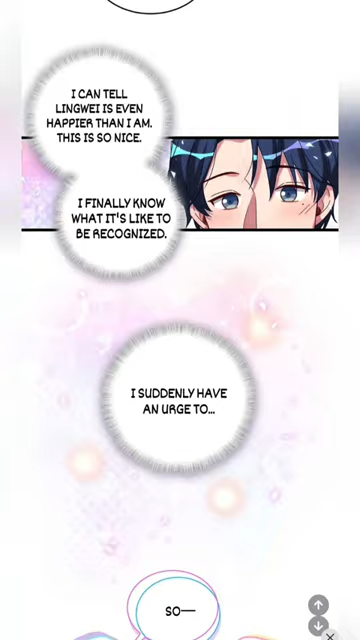 I CAN TELL
LINGWEI IS EVEN
HAPPIER THAN I AM.
THIS IS SO NICE.
I FINALLY KNOW
WHAT IT'S LIKE TO
BE RECOGNIZED.
I SUDDENLY HAVE
AN URGE TO...
SO—